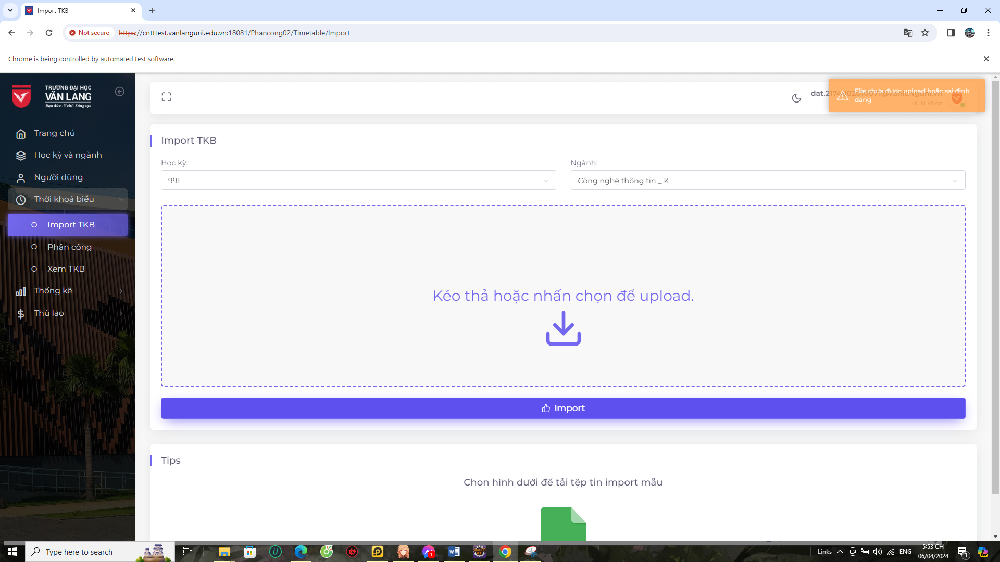 Import TKB
Not secure
https://cntttest.vanlanguni.edu.vn:18081/Phancong02/Timetable/Import
Chrome is being controlled by automated test software.
TRƯỜNG ĐẠI HỌC
VĂN LANG
Đạo đức - Ý chí - Sáng tạo
Trang chủ
Học kỳ và ngành
Người dùng
Thời khoá biểu
Import TKB
Phân công
Xem TKB
Thống kê
Thù lao
File chưa được upload hoặc sai định
dạng
BCN khoa
Import TKB
Học kỳ:
991
Ngành:
Công nghệ thông tin _ K
Kéo thả hoặc nhấn chọn để upload.
Import
Tips
Chọn hình dưới để tải tệp tin import mẫu
Type here to search
1
Links
ENG
5:53 CH
06/04/2024
1